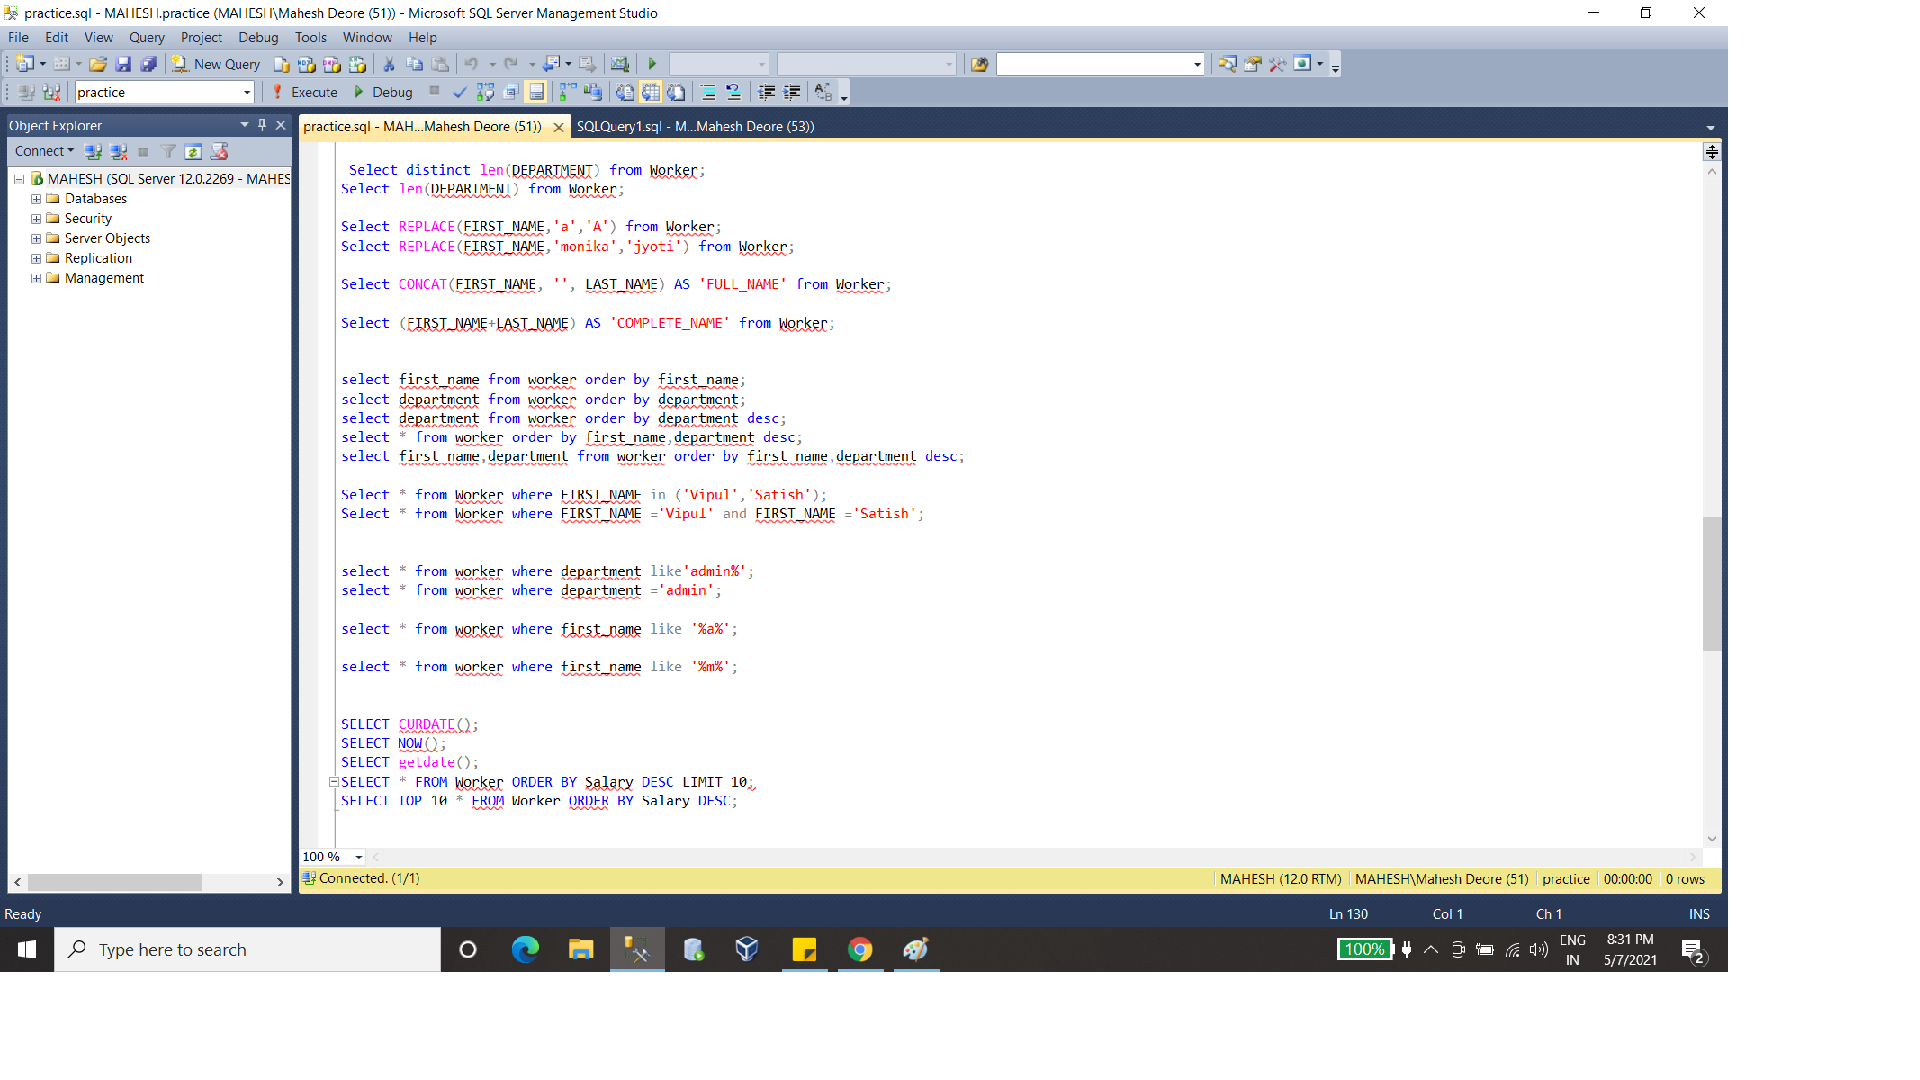 practice.sql - MAHESH.practice (MAHESH\Mahesh Deore (51)) - Microsoft SQL Server Management Studio
File Edit View Query Project Debug Tools Window Help
New Query
practice Execute Debug
Object Explorer
Connect
MAHESH (SQL Server 12.0.2269 - MAHES
Databases
Security
Server Objects
Replication
Management
practice.sql - MAH...Mahesh Deore (51)) SQLQuery1.sql - M...Mahesh Deore (53))
Select distinct len(DEPARTMENT) from Worker;
Select len(DEPARTMENT) from Worker;
Select REPLACE(FIRST_NAME,'a','A') from Worker;
Select REPLACE(FIRST_NAME,'monika','jyoti') from Worker;
Select CONCAT(FIRST_NAME, '', LAST_NAME) AS 'FULL_NAME' from Worker;
Select (FIRST_NAME+LAST_NAME) AS 'COMPLETE_NAME' from Worker;
select first_name from worker order by first_name;
select department from worker order by department;
select department from worker order by department desc;
select * from worker order by first_name,department desc;
select first_name,department from worker order by first_name,department desc;
Select * from Worker where FIRST_NAME in ('Vipul','Satish');
Select * from Worker where FIRST_NAME ='Vipul' and FIRST_NAME ='Satish';
select * from worker where department like'admin%';
select * from worker where department ='admin';
select * from worker where first_name like '%a%';
select * from worker where first_name like '%m%';
SELECT CURDATE();
SELECT NOW();
SELECT getdate();
SELECT * FROM Worker ORDER BY Salary DESC LIMIT 10;
SELECT TOP 10 * FROM Worker ORDER BY Salary DESC;
100 %
Connected. (1/1) MAHESH (12.0 RTM) MAHESH\Mahesh Deore (51) practice 00:00:00 0 rows
Ready Ln 130 Col 1 Ch 1 INS
Type here to search
100%
ENG
IN
8:31 PM
5/7/2021
2